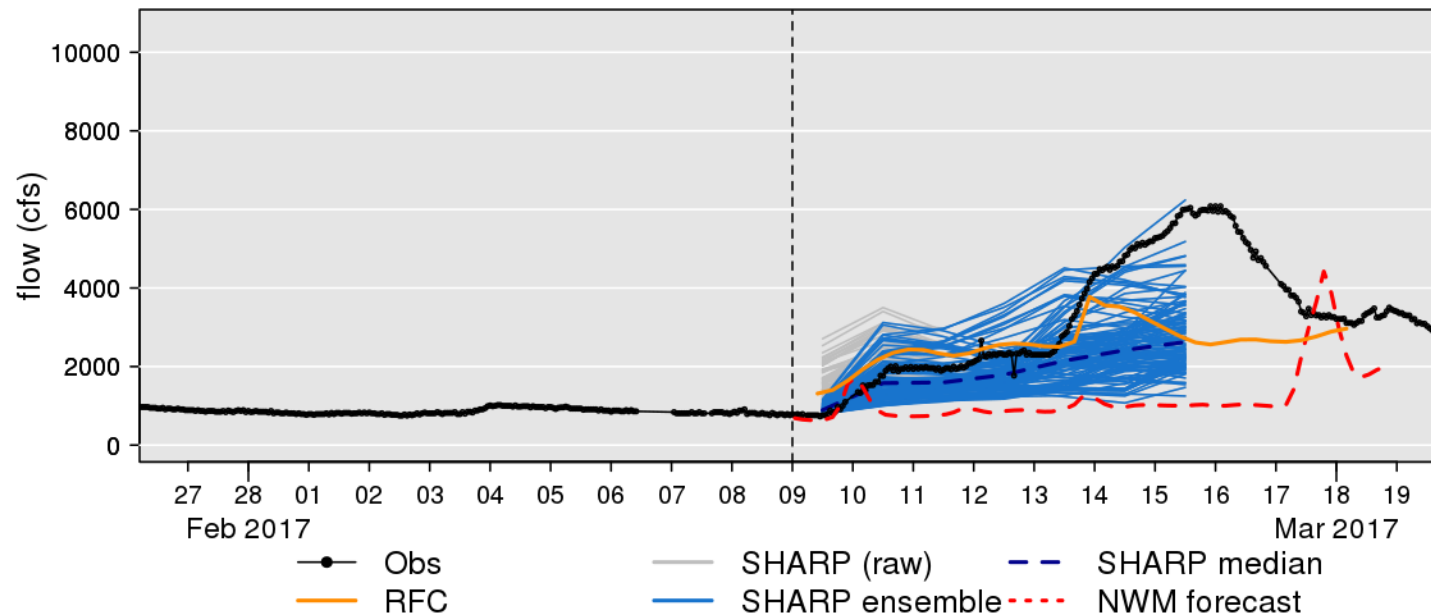 10000
8000
6000
4000
2000
0
flow (cfs)
27 28 01 02 03 04 05 06 07 08 09 10 11 12 13 14 15 16 17 18 19
Feb 2017 Mar 2017
Obs SHARP (raw) SHARP median
RFC SHARP ensemble NWM forecast